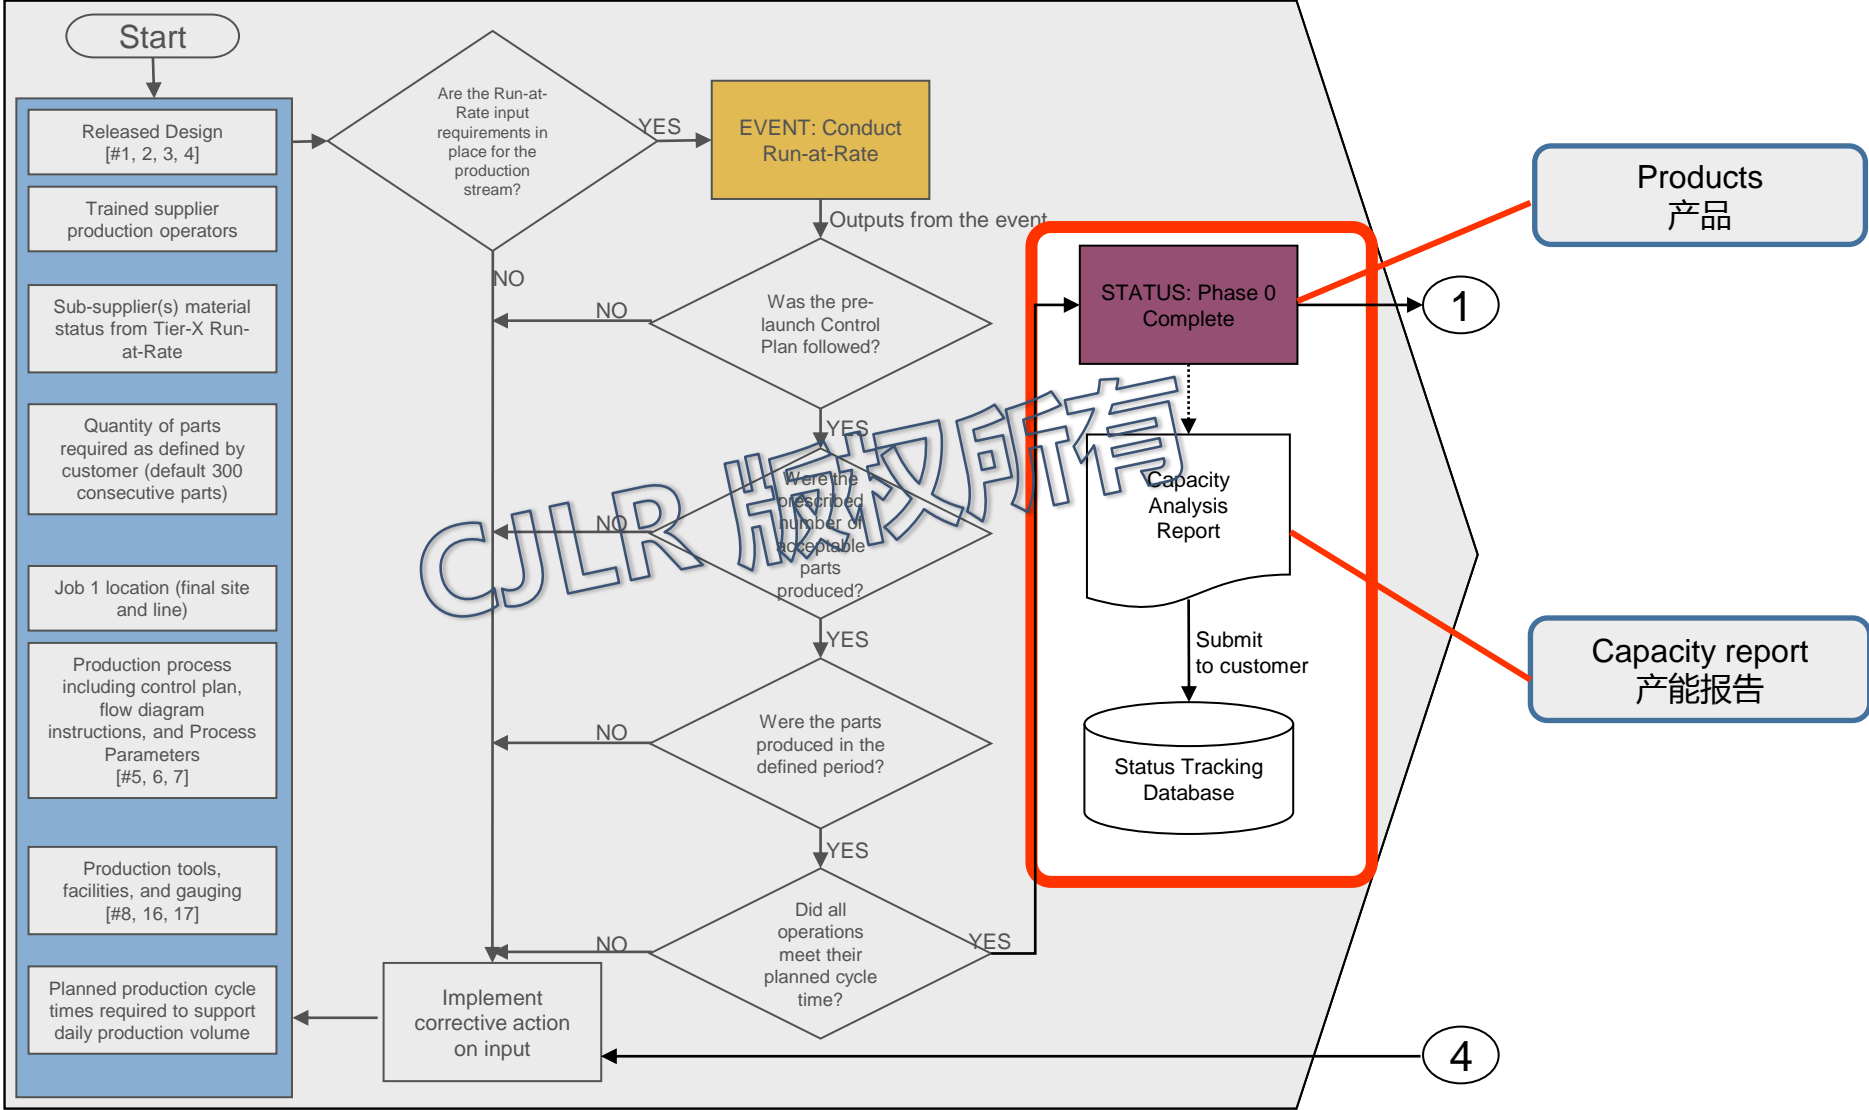 Start
Released Design
[#1, 2, 3, 4]
Trained supplier
production operators
Sub-supplier(s) material
status from Tier-X Run-
at-Rate
Quantity of parts
required as defined by
customer (default 300
consecutive parts)
Job 1 location (final site
and line)
Production process
including control plan,
flow diagram
instructions, and Process
Parameters
[#5, 6, 7]
Production tools,
facilities, and gauging
[#8, 16, 17]
Planned production cycle
times required to support
daily production volume
Are the Run-at-
Rate input
requirements in
place for the
production
stream?
YES
NO
EVENT: Conduct
Run-at-Rate
Outputs from the event
Was the pre-
launch Control
Plan followed?
NO
YES
Were the
prescribed
number of
acceptable
parts
produced?
NO
YES
Were the parts
produced in the
defined period?
NO
YES
Did all
operations
meet their
planned cycle
time?
NO
YES
Implement
corrective action
on input
STATUS: Phase 0
Complete
Capacity
Analysis
Report
Submit
to customer
Status Tracking
Database
1
4
Products
产品
Capacity report
产能报告
CJLR 版权所有